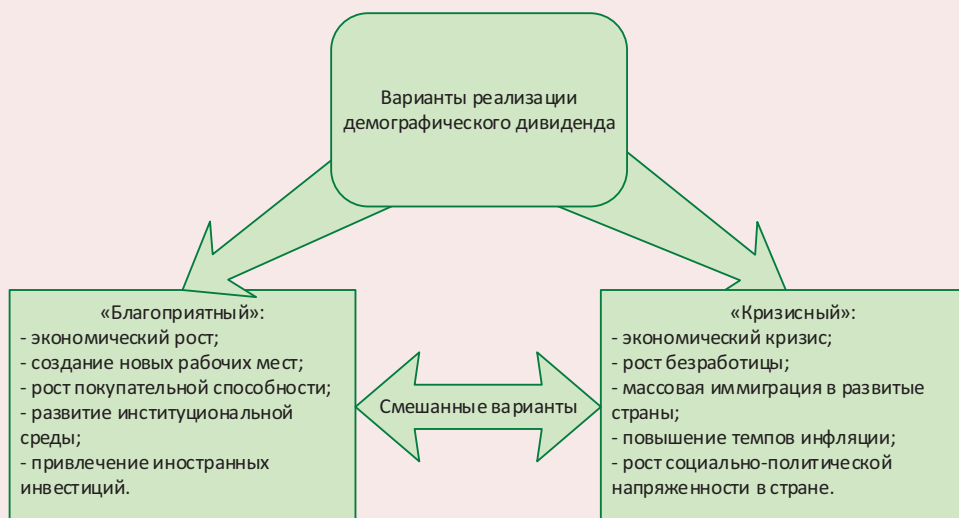 Варианты реализации
демографического дивиденда
«Благоприятный»:
- экономический рост;
- создание новых рабочих мест;
- рост покупательной способности;
- развитие институциональной
среды;
- привлечение иностранных
инвестиций.
Смешанные варианты
«Кризисный»:
- экономический кризис;
- рост безработицы;
- массовая иммиграция в развитые
страны;
- повышение темпов инфляции;
- рост социально-политической
напряженности в стране.